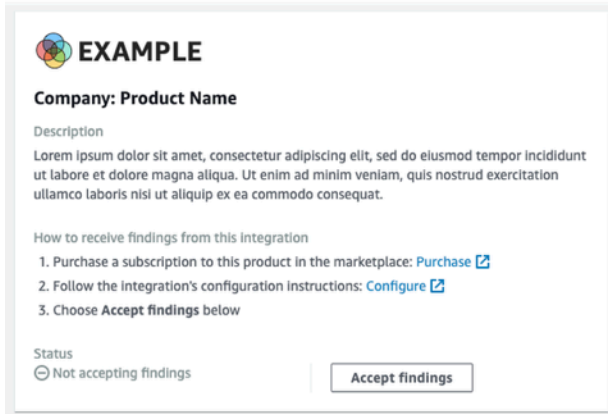 EXAMPLE
Company: Product Name
Description
Lorem ipsum dolor sit amet, consectetur adipiscing elit, sed do eiusmod tempor incididunt
ut labore et dolore magna aliqua. Ut enim ad minim veniam, quis nostrud exercitation
ullamco laboris nisi ut aliquip ex ea commodo consequat.
How to receive findings from this integration
1. Purchase a subscription to this product in the marketplace: Purchase
2. Follow the integration's configuration instructions: Configure
3. Choose Accept findings below
Status
Not accepting findings
Accept findings